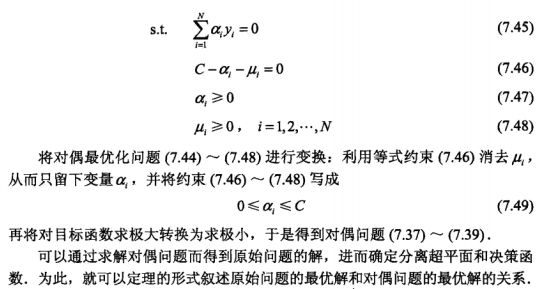 s.t. $\sum_{i=1}^{N} \alpha_i y_i = 0$ (7.45)
$C - \alpha_i - \mu_i = 0$ (7.46)
$\alpha_i \geqslant 0$ (7.47)
$\mu_i \geqslant 0$， $i = 1, 2, \cdots, N$ (7.48)
将对偶最优化问题 (7.44) ～ (7.48) 进行变换：利用等式约束 (7.46) 消去 $\mu_i$，
从而只留下变量 $\alpha_i$，并将约束 (7.46) ～ (7.48) 写成
$0 \leqslant \alpha_i \leqslant C$ (7.49)
再将对目标函数求极大转换为求极小，于是得到对偶问题 (7.37) ～ (7.39)．
可以通过求解对偶问题而得到原始问题的解，进而确定分离超平面和决策函
数．为此，就可以定理的形式叙述原始问题的最优解和对偶问题的最优解的关系．